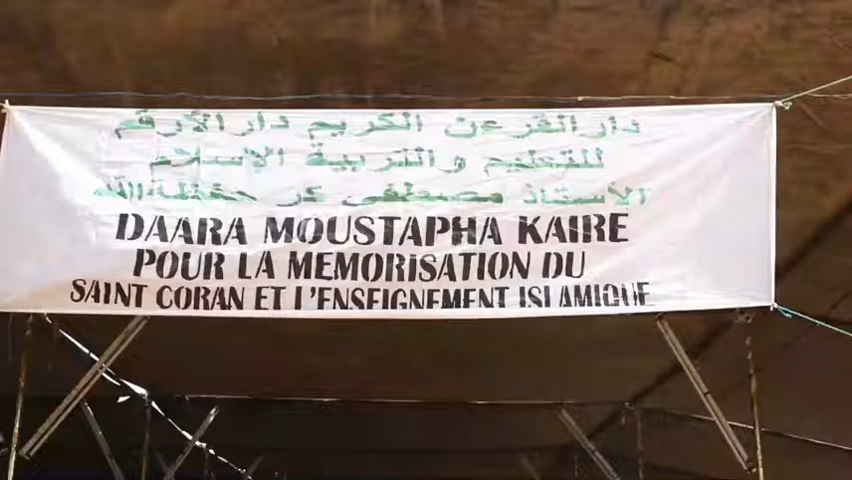 دار القرءن الكريم دار الأرقم
للتعليم والتربية الإسلام
الأستاذ مصطفى كر حفظه الله
DAARA MOUSTAPHA KAIRE
POUR LA MEMORISATION DU
SAINT CORAN ET L'ENSEIGNEMENT ISLAMIQUE